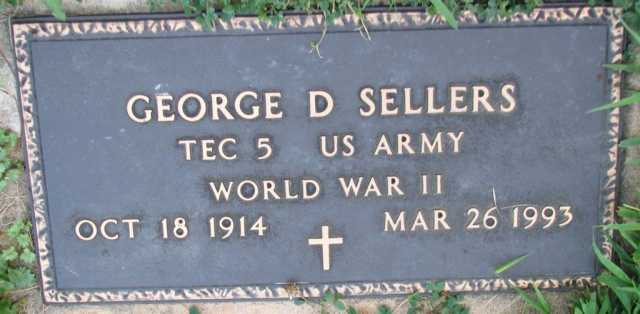 GEORGE D SELLERS
TEC 5 US ARMY
WORLD WAR II
OCT 18 1914 MAR 26 1993